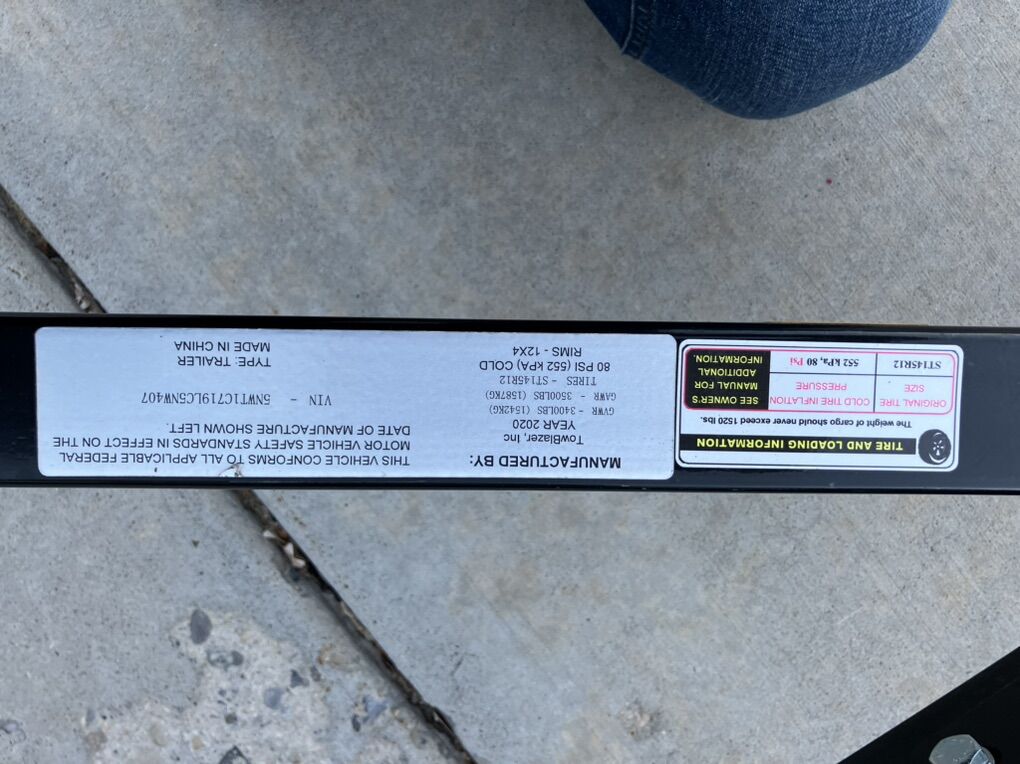 MANUFACTURED BY:
TowBlazer, Inc
YEAR 2020
GVWR - 3400LBS (1542KG)
GAWR - 3500LBS (1587KG)
TIRES - ST145R12
80 PSI (552 kPA) COLD
RIMS - 12X4
THIS VEHICLE CONFORMS TO ALL APPLICABLE FEDERAL
MOTOR VEHICLE SAFETY STANDARDS IN EFFECT ON THE
DATE OF MANUFACTURE SHOWN LEFT.
VIN - 5NWT1C719LC5NW407
TYPE: TRAILER
MADE IN CHINA
TIRE AND LOADING INFORMATION
The weight of cargo should never exceed 1520 lbs.
ORIGINAL TIRE
SIZE
ST145R12
COLD TIRE INFLATION
PRESSURE
552 kPa, 80 Psi
SEE OWNER'S
MANUAL FOR
ADDITIONAL
INFORMATION.